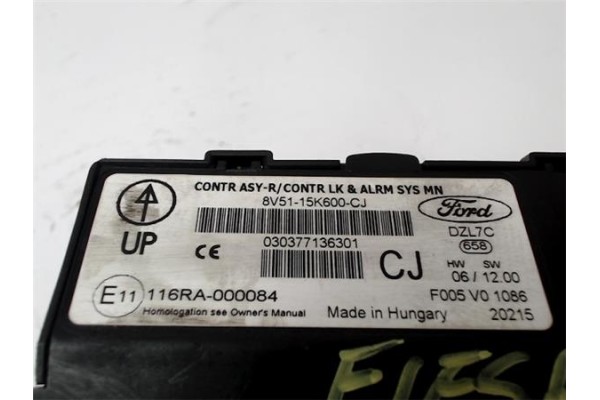 CONTR ASY-R/CONTR LK & ALRM SYS MN
8V51-15K600-CJ
Ford
UP
CE
030377136301
CJ
DZL7C
658
HW SW
06 / 12.00
E11 116RA-000084
F005 V0 1086
Homologation see Owner's Manual
Made in Hungary
20215